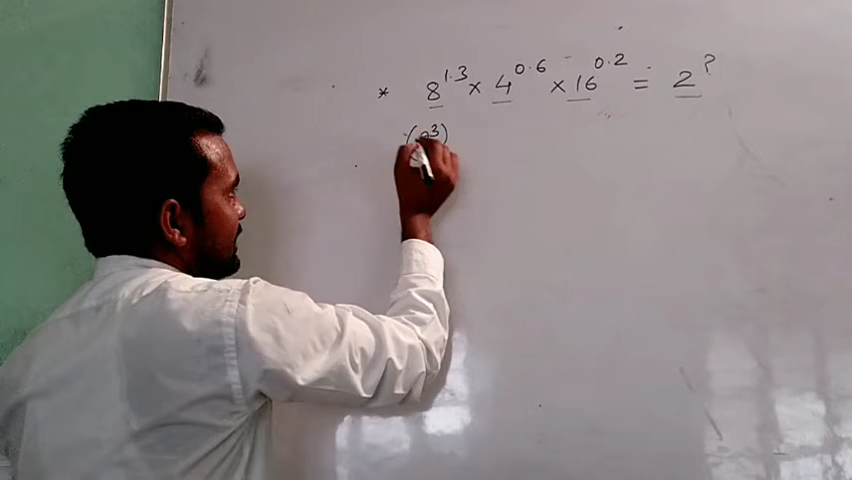 * 8^1.3 × 4^0.6 × 16^0.2 = 2^?
(2^3)